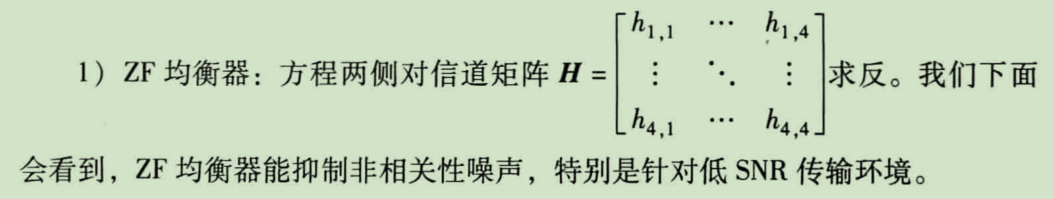 1) ZF 均衡器：方程两侧对信道矩阵 H = [h1,1 ⋯ h1,4 ⋮ ⋱ ⋮ h4,1 ⋯ h4,4] 求反。我们下面
会看到，ZF 均衡器能抑制非相关性噪声，特别是针对低 SNR 传输环境。